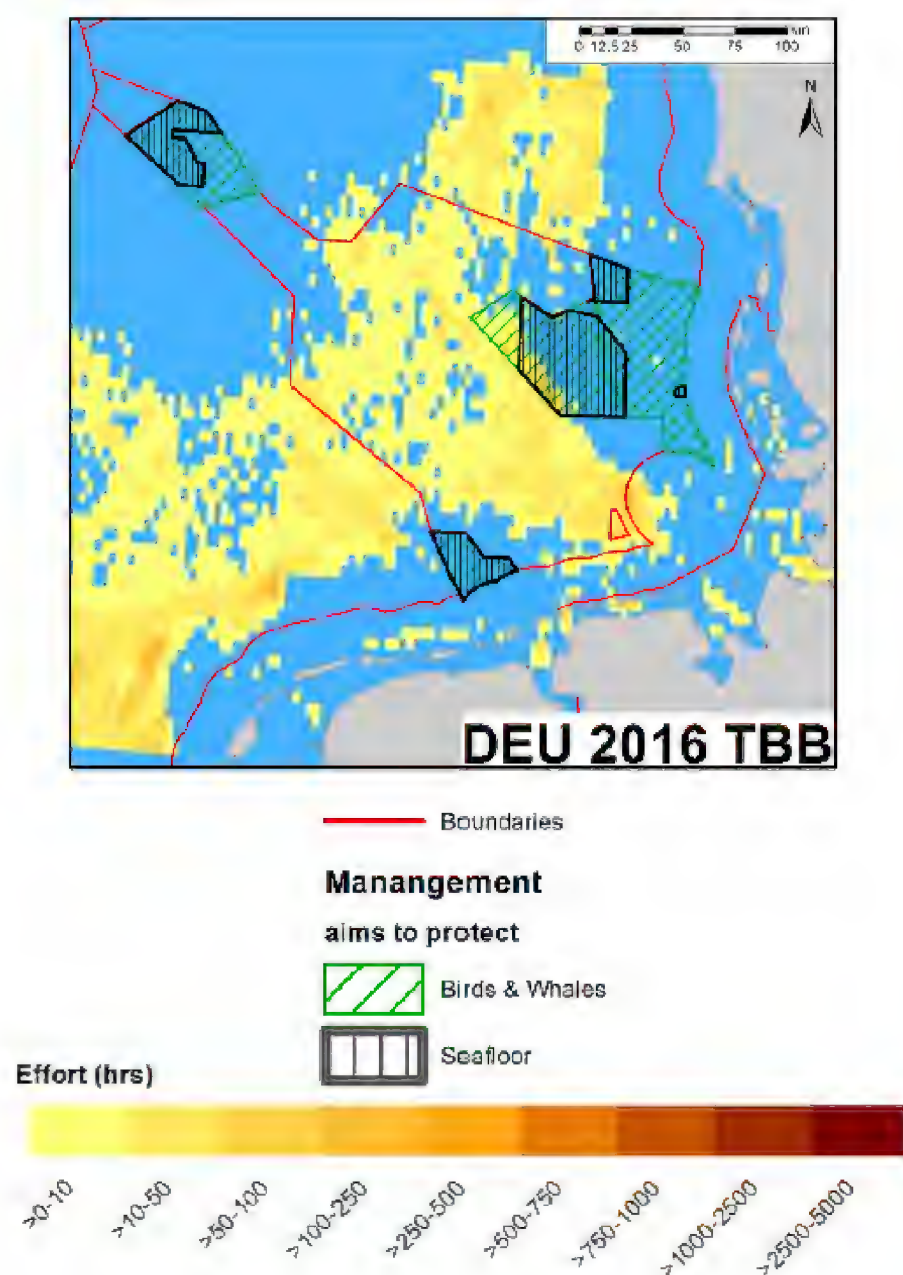 km
0 12.5 25 50 75 100
N
DEU 2016 TBB
Boundaries
Manangement
aims to protect
Birds & Whales
Seafloor
Effort (hrs)
>0-10 >10-50 >50-100 >100-250 >250-500 >500-750 >750-1000 >1000-2500 >2500-5000